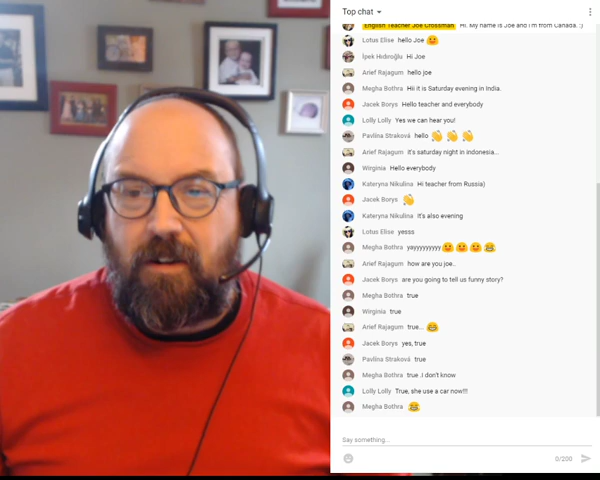 Top chat
English Teacher Joe Crossman Hi. My name is Joe and I'm from Canada. :)
Lotus Elise hello Joe
İpek Hıdıroğlu Hi Joe
Arief Rajagum hello joe
Megha Bothra Hii it is Saturday evening in India.
Jacek Borys Hello teacher and everybody
Lolly Lolly Yes we can hear you!
Pavlína Straková hello
Arief Rajagum it's saturday night in indonesia...
Wirginia Hello everybody
Kateryna Nikulina Hi teacher from Russia)
Jacek Borys
Kateryna Nikulina It's also evening
Lotus Elise yesss
Megha Bothra yayyyyyyyyy
Arief Rajagum how are you joe..
Jacek Borys are you going to tell us funny story?
Megha Bothra true
Wirginia true
Arief Rajagum true...
Jacek Borys yes, true
Pavlína Straková true
Megha Bothra true .i don't know
Lolly Lolly True, she use a car now!!!
Megha Bothra
Say something...
0/200